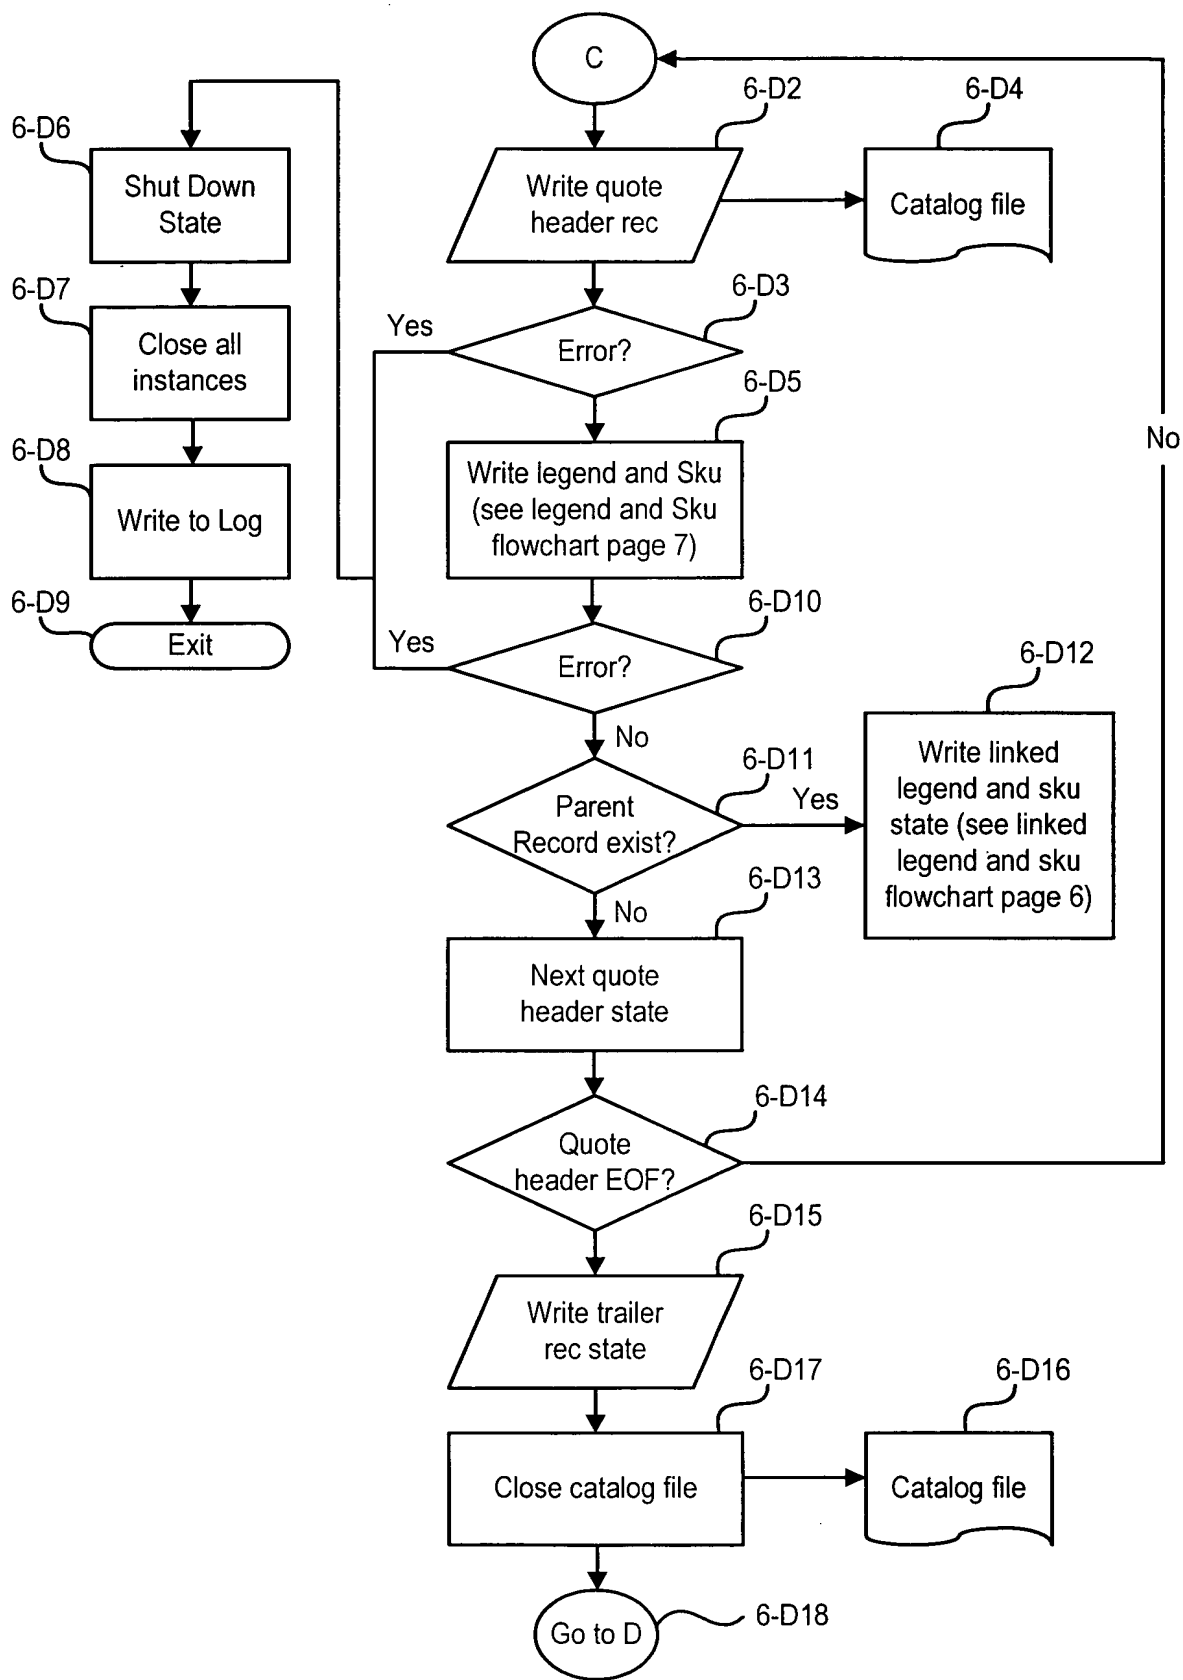 C
6-D2
6-D4
6-D6
Shut Down
State
Write quote
header rec
Catalog file
6-D7
6-D3
Yes
Close all
instances
Error?
6-D5
No
6-D8
Write legend and Sku
(see legend and Sku
flowchart page 7)
Write to Log
6-D9
6-D10
Exit
Yes
Error?
6-D12
No
6-D11
Write linked
legend and sku
state (see linked
legend and sku
flowchart page 6)
Parent
Record exist?
Yes
6-D13
No
Next quote
header state
6-D14
Quote
header EOF?
6-D15
Write trailer
rec state
6-D17
6-D16
Close catalog file
Catalog file
Go to D
6-D18